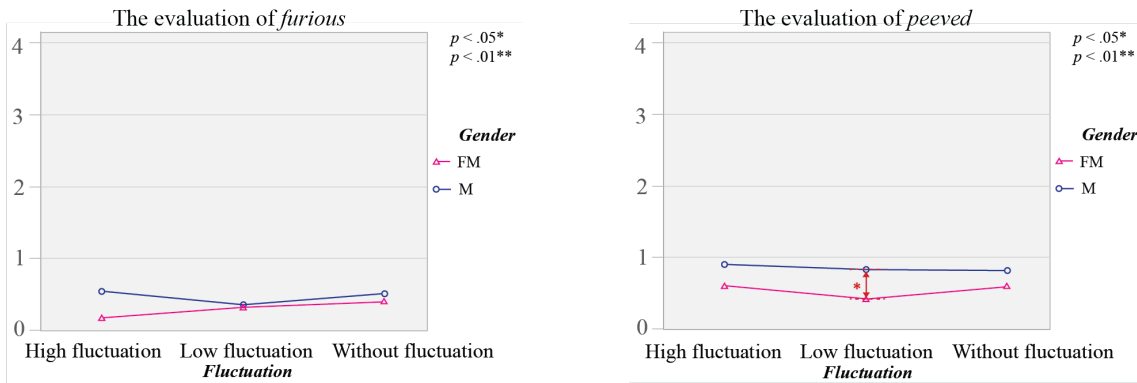 The evaluation of furious
p < .05*
p < .01**
4
3
2
1
0
Gender
FM
M
High fluctuation Low fluctuation Without fluctuation
Fluctuation
The evaluation of peeved
p < .05*
p < .01**
4
3
2
1
0
Gender
FM
M
*
High fluctuation Low fluctuation Without fluctuation
Fluctuation